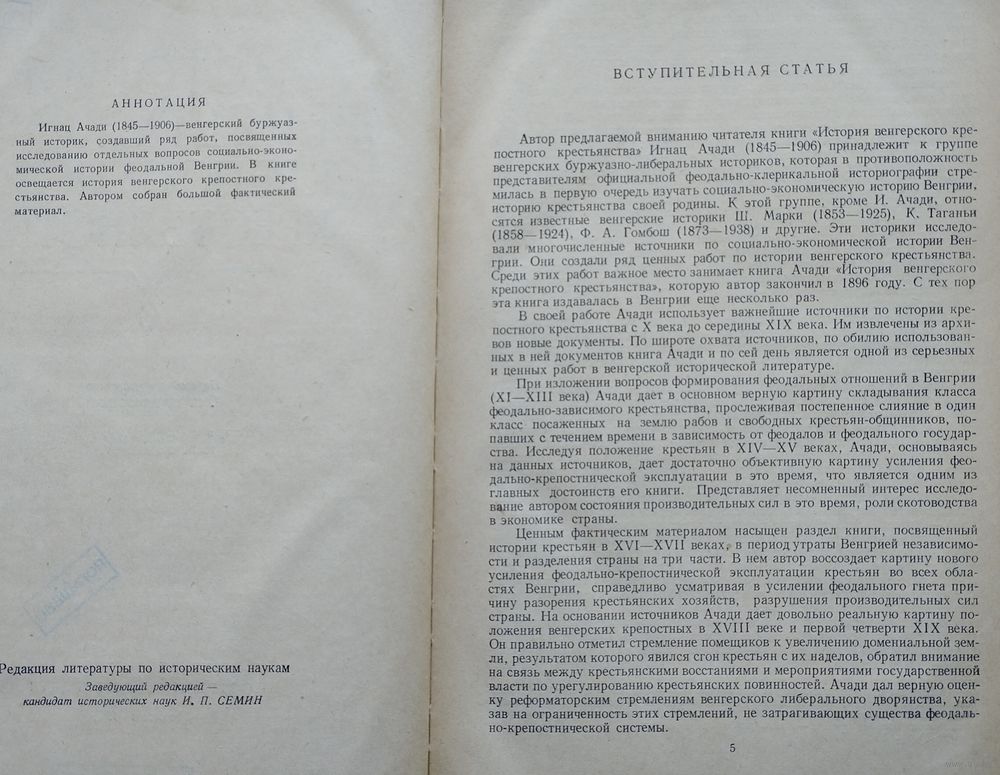 АННОТАЦИЯ
Игнац Ачади (1845—1906)—венгерский буржуаз-
ный историк, создавший ряд работ, посвященных
исследованию отдельных вопросов социально-эконо-
мической истории феодальной Венгрии. В книге
освещается история венгерского крепостного кре-
стьянства. Автором собран большой фактический
материал.
Редакция литературы по историческим наукам
Заведующий редакцией —
кандидат исторических наук И. П. СЕМИН
ВСТУПИТЕЛЬНАЯ СТАТЬЯ
Автор предлагаемой вниманию читателя книги «История венгерского кре-
постного крестьянства» Игнац Ачади (1845—1906) принадлежит к группе
венгерских буржуазно-либеральных историков, которая в противоположность
представителям официальной феодально-клерикальной историографии стре-
милась в первую очередь изучать социально-экономическую историю Венгрии,
историю крестьянства своей родины. К этой группе, кроме И. Ачади, отно-
сятся известные венгерские историки Ш. Марки (1853—1925), К. Таганьи
(1858—1924), Ф. А. Гомбош (1873—1938) и другие. Эти историки исследо-
вали многочисленные источники по социально-экономической истории Вен-
грии. Они создали ряд ценных работ по истории венгерского крестьянства.
Среди этих работ важное место занимает книга Ачади «История венгерского
крепостного крестьянства», которую автор закончил в 1896 году. С тех пор
эта книга издавалась в Венгрии еще несколько раз.
В своей работе Ачади использует важнейшие источники по истории кре-
постного крестьянства с X века до середины XIX века. Им извлечены из архи-
вов новые документы. По широте охвата источников, по обилию использован-
ных в ней документов книга Ачади и по сей день является одной из серьезных
и ценных работ в венгерской исторической литературе.
При изложении вопросов формирования феодальных отношений в Венгрии
(XI—XIII века) Ачади дает в основном верную картину складывания класса
феодально-зависимого крестьянства, прослеживая постепенное слияние в один
класс посаженных на землю рабов и свободных крестьян-общинников, по-
павших с течением времени в зависимость от феодалов и феодального государ-
ства. Исследуя положение крестьян в XIV—XV веках, Ачади, основываясь
на данных источников, дает достаточно объективную картину усиления фео-
дально-крепостнической эксплуатации в это время, что является одним из
главных достоинств его книги. Представляет несомненный интерес исследо-
вание автором состояния производительных сил в это время, роли скотоводства
в экономике страны.
Ценным фактическим материалом насыщен раздел книги, посвященный
истории крестьян в XVI—XVII веках, в период утраты Венгрией независимо-
сти и разделения страны на три части. В нем автор воссоздает картину нового
усиления феодально-крепостнической эксплуатации крестьян во всех обла-
стях Венгрии, справедливо усматривая в усилении феодального гнета при-
чину разорения крестьянских хозяйств, разрушения производительных сил
страны. На основании источников Ачади дает довольно реальную картину по-
ложения венгерских крепостных в XVIII веке и первой четверти XIX века.
Он правильно отметил стремление помещиков к увеличению домениальной зем-
ли, результатом которого явился сгон крестьян с их наделов, обратил внимание
на связь между крестьянскими восстаниями и мероприятиями государственной
власти по урегулированию крестьянских повинностей. Ачади дал верную оцен-
ку реформаторским стремлениям венгерского либерального дворянства, ука-
зав на ограниченность этих стремлений, не затрагивающих существа феодаль-
но-крепостнической системы.
5